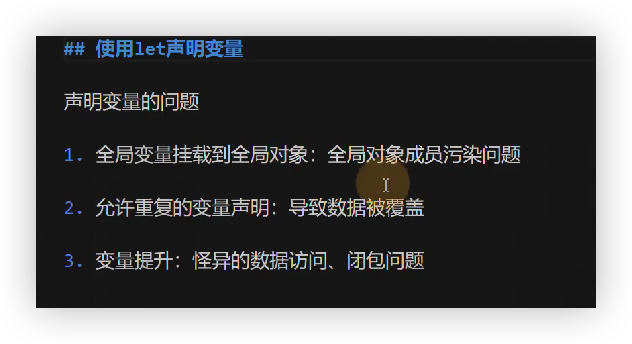 ## 使用let声明变量
声明变量的问题
1. 全局变量挂载到全局对象：全局对象成员污染问题
2. 允许重复的变量声明：导致数据被覆盖
3. 变量提升：怪异的数据访问、闭包问题